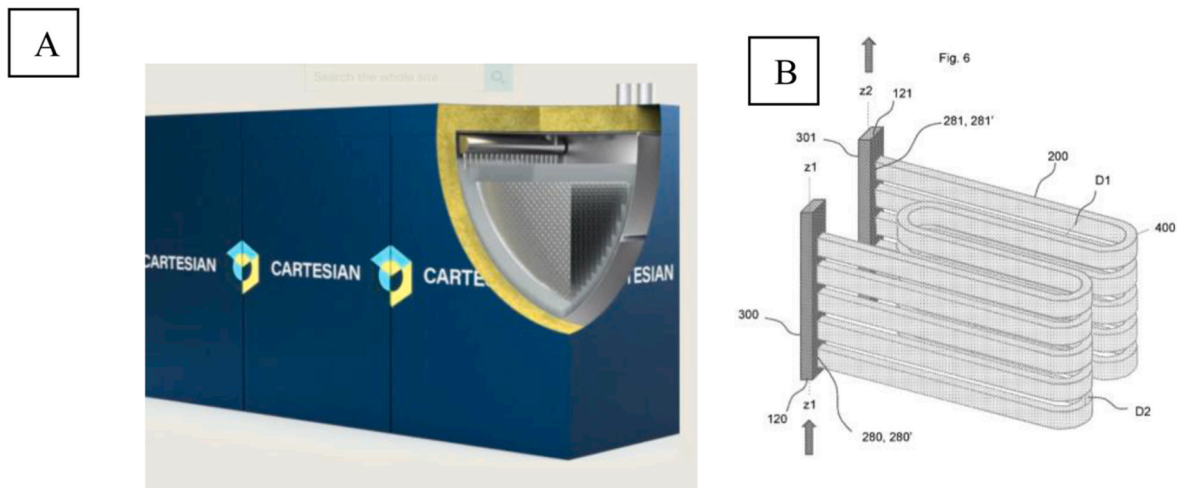 A
Search the whole site
CARTESIAN
CARTESIAN
CARTE
ESIAN
B
Fig. 6
z2
121
281, 281'
301
200
z1
D1
400
300
120
z1
280, 280'
D2